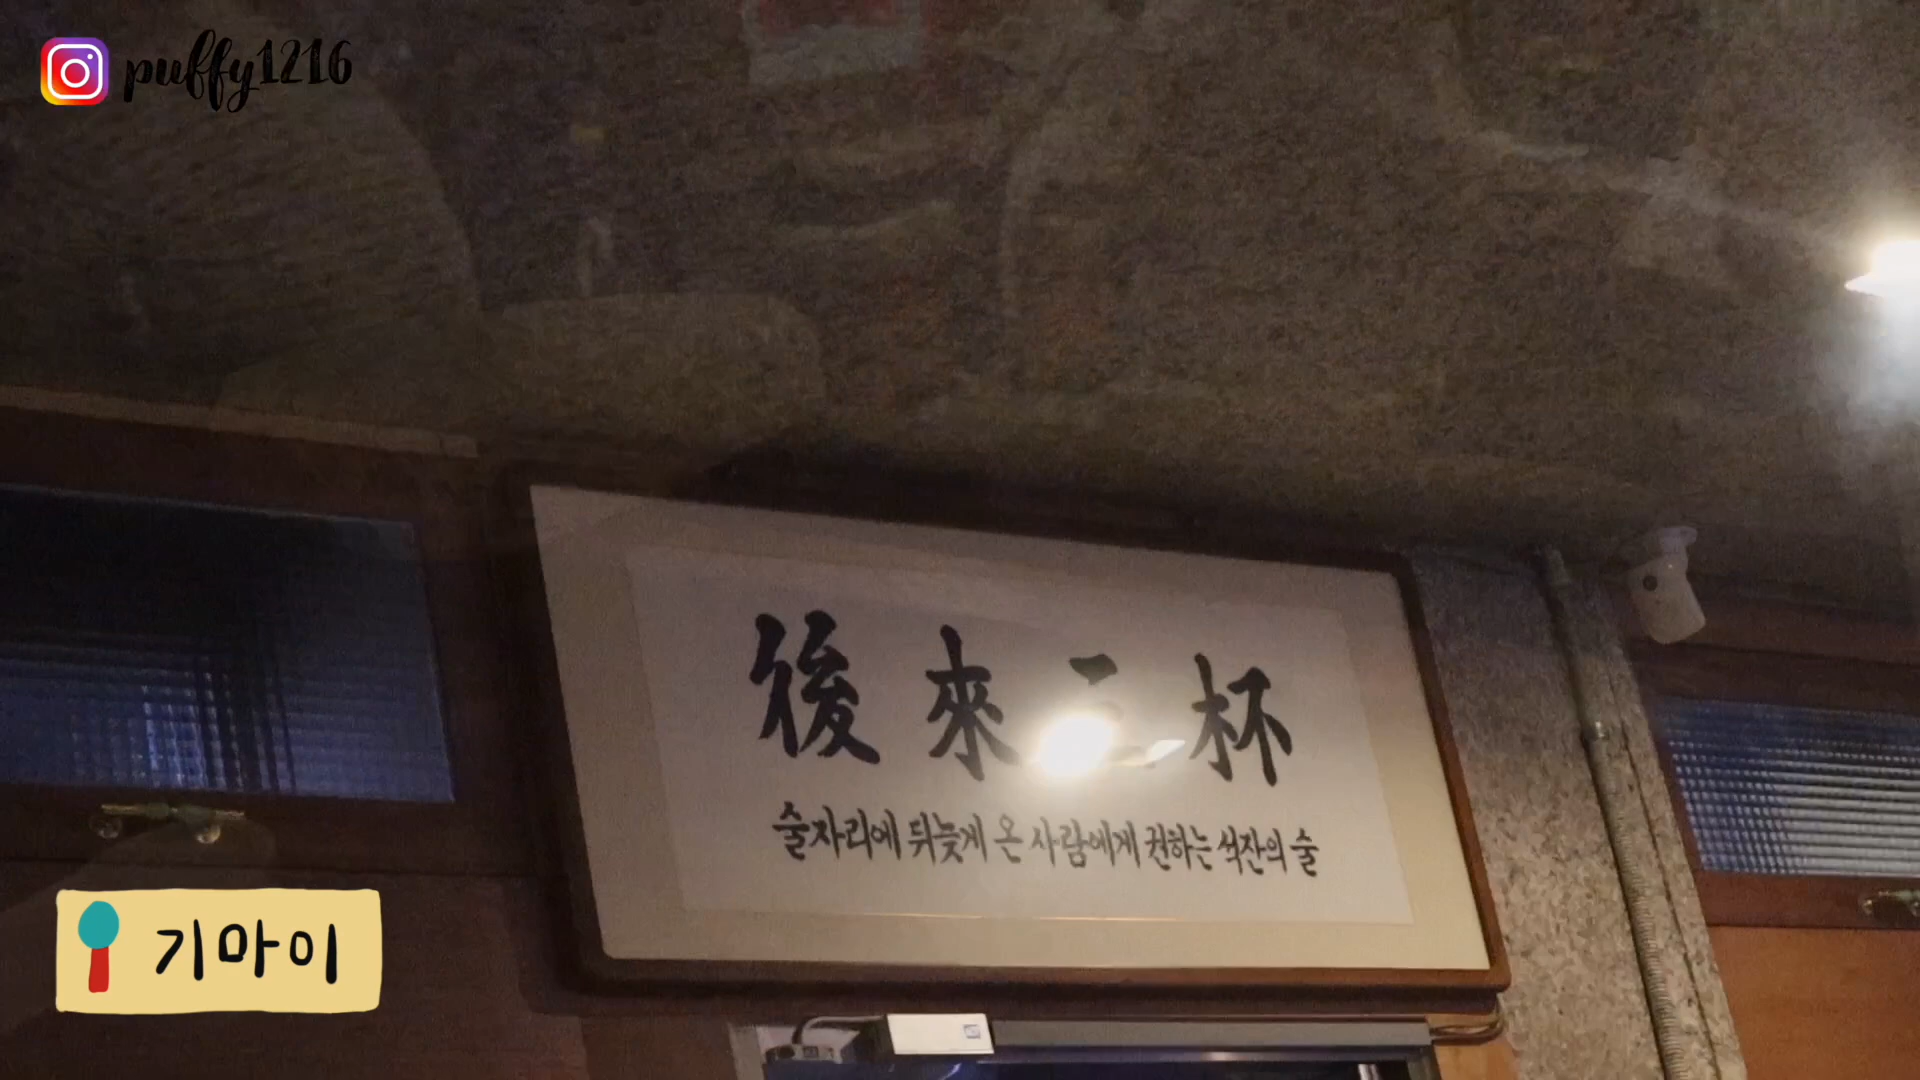 puffy1216
後來三杯
술자리에 뒤늦게 온 사람에게 권하는 석잔의 술
기마이